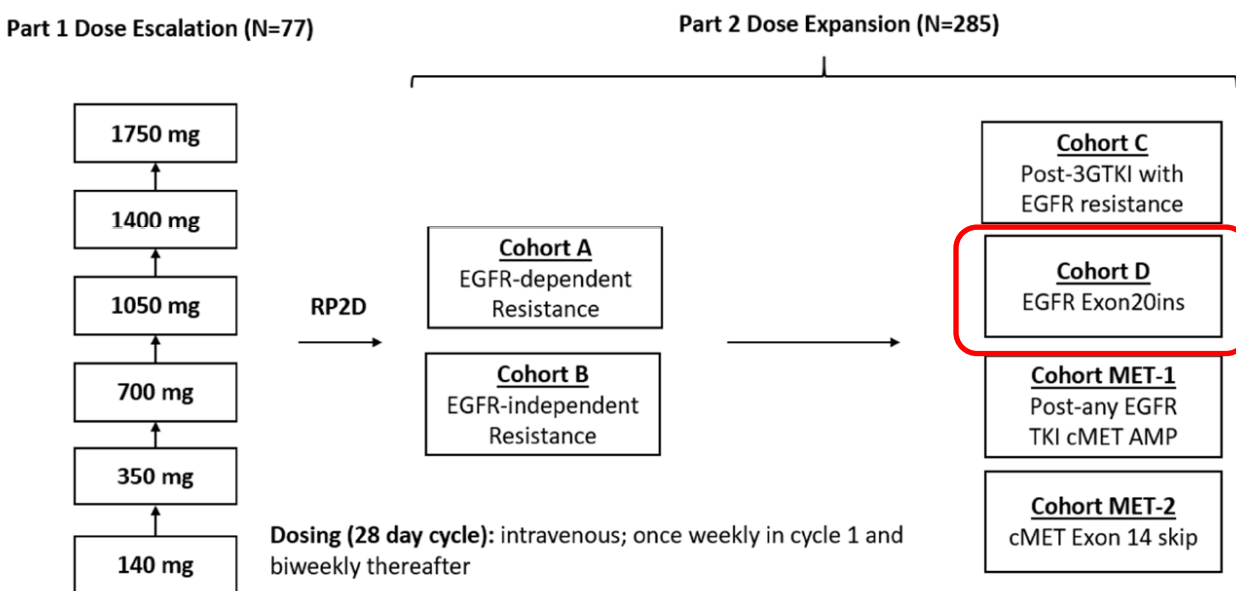 Part 1 Dose Escalation (N=77)
1750 mg
1400 mg
1050 mg
700 mg
350 mg
140 mg
RP2D
Part 2 Dose Expansion (N=285)
Cohort A
EGFR-dependent
Resistance
Cohort B
EGFR-independent
Resistance
Cohort C
Post-3GTKI with
EGFR resistance
Cohort D
EGFR Exon20ins
Cohort MET-1
Post-any EGFR
TKI cMET AMP
Cohort MET-2
cMET Exon 14 skip
Dosing (28 day cycle): intravenous; once weekly in cycle 1 and
biweekly thereafter